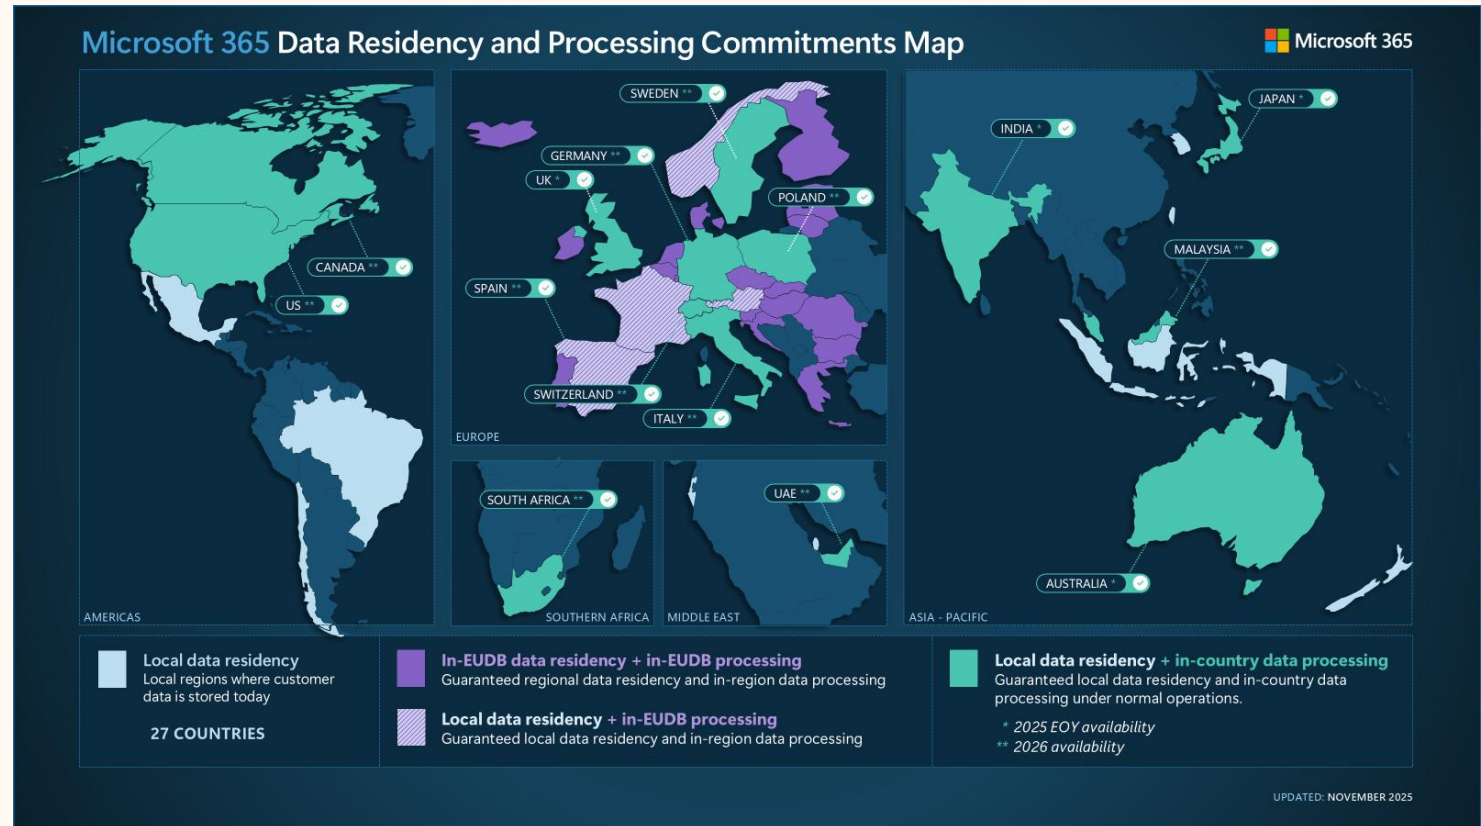 Microsoft 365 Data Residency and Processing Commitments Map
Microsoft 365
CANADA **
US **
AMERICAS
SWEDEN **
GERMANY **
UK *
POLAND **
SPAIN **
SWITZERLAND **
ITALY **
EUROPE
SOUTH AFRICA **
SOUTHERN AFRICA
UAE **
MIDDLE EAST
JAPAN *
INDIA *
MALAYSIA **
AUSTRALIA *
ASIA - PACIFIC
Local data residency
Local regions where customer
data is stored today
27 COUNTRIES
In-EUDB data residency + in-EUDB processing
Guaranteed regional data residency and in-region data processing
Local data residency + in-EUDB processing
Guaranteed local data residency and in-region data processing
Local data residency + in-country data processing
Guaranteed local data residency and in-country data
processing under normal operations.
* 2025 EOY availability
** 2026 availability
UPDATED: NOVEMBER 2025